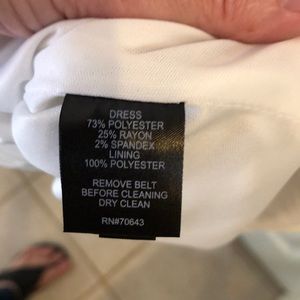 DRESS
73% POLYESTER
25% RAYON
2% SPANDEX
LINING
100% POLYESTER
REMOVE BELT
BEFORE CLEANING
DRY CLEAN
RN#70643